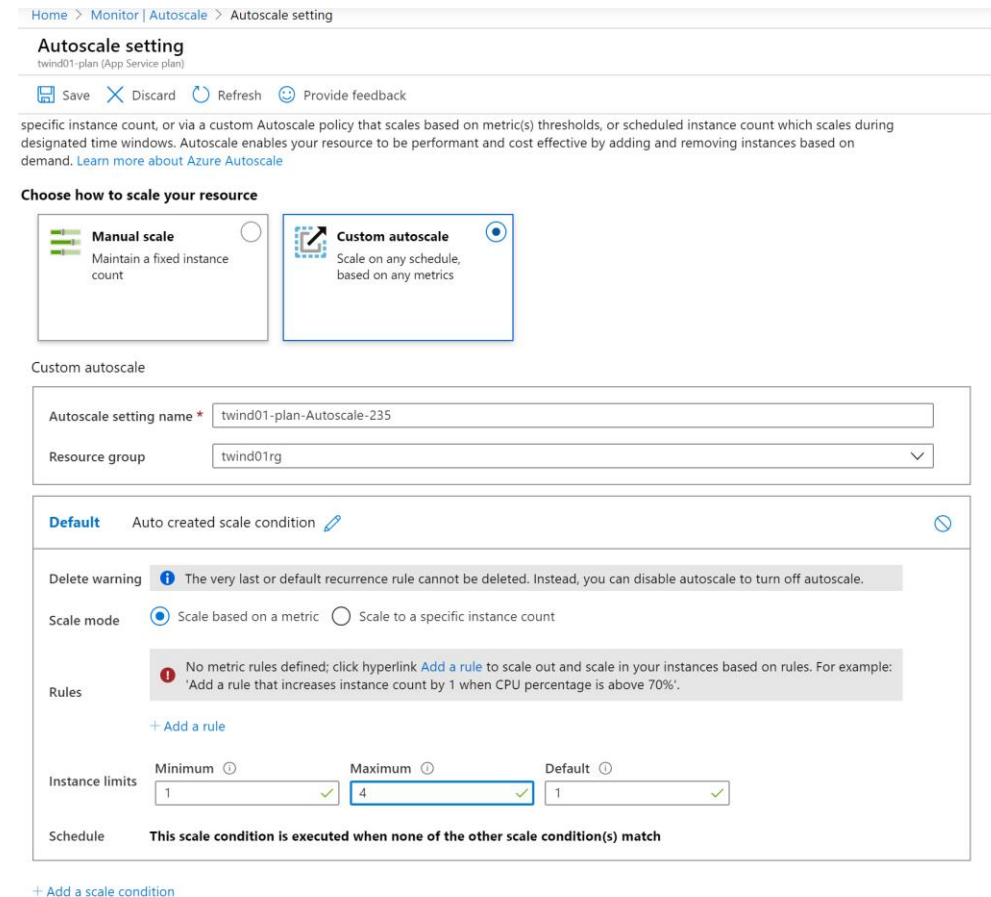 Home > Monitor | Autoscale > Autoscale setting
Autoscale setting
twind01-plan (App Service plan)
Save Discard Refresh Provide feedback
specific instance count, or via a custom Autoscale policy that scales based on metric(s) thresholds, or scheduled instance count which scales during
designated time windows. Autoscale enables your resource to be performant and cost effective by adding and removing instances based on
demand. Learn more about Azure Autoscale
Choose how to scale your resource
Manual scale
Maintain a fixed instance
count
Custom autoscale
Scale on any schedule,
based on any metrics
Custom autoscale
Autoscale setting name * twind01-plan-Autoscale-235
Resource group twind01rg
Default Auto created scale condition
Delete warning The very last or default recurrence rule cannot be deleted. Instead, you can disable autoscale to turn off autoscale.
Scale mode Scale based on a metric Scale to a specific instance count
Rules
No metric rules defined; click hyperlink Add a rule to scale out and scale in your instances based on rules. For example:
'Add a rule that increases instance count by 1 when CPU percentage is above 70%'.
+ Add a rule
Instance limits
Minimum Maximum Default
1 4 1
Schedule This scale condition is executed when none of the other scale condition(s) match
+ Add a scale condition